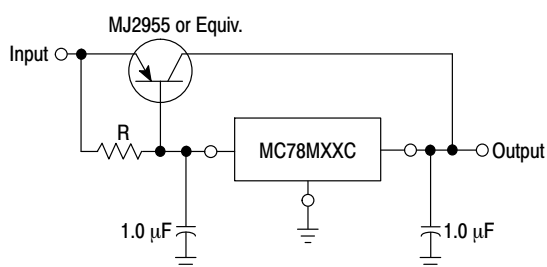 MJ2955 or Equiv.
Input
R
MC78MXXC
Output
1.0 μF
1.0 μF